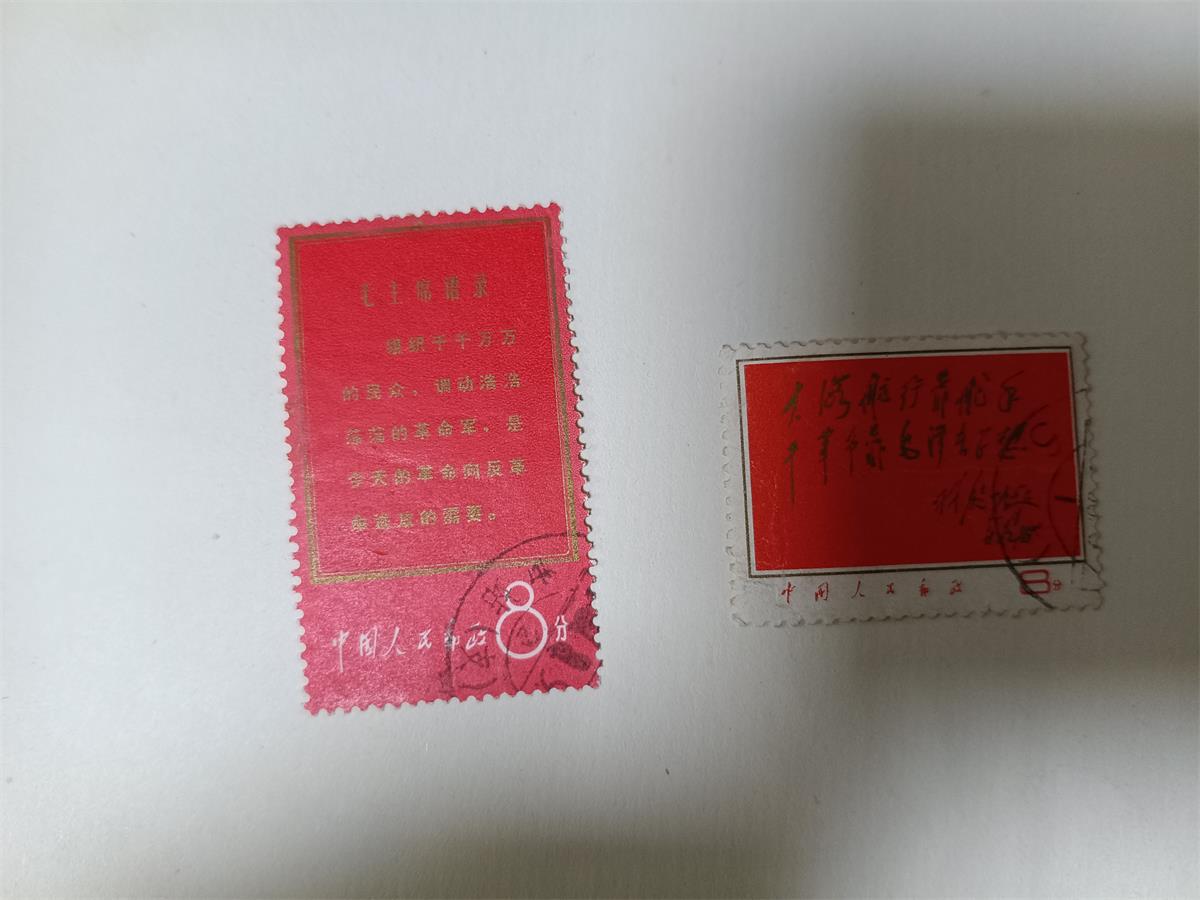 毛主席语录
组织千千万万
的民众,调动浩浩
荡荡的革命军,是
今天的革命向反革
命进攻的需要。
中国人民邮政 8分
大海航行靠舵手
干革命靠毛泽东思想
林彪
中国人民邮政 8分